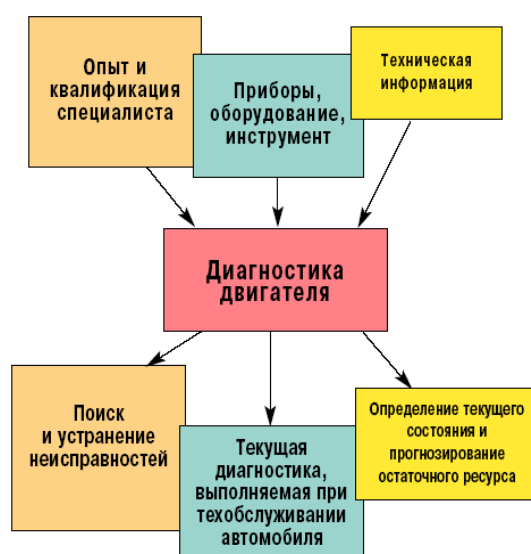 Опыт и
квалификация
специалиста
Приборы,
оборудование,
инструмент
Техническая
информация
Диагностика
двигателя
Поиск
и устранение
неисправностей
Текущая
диагностика,
выполняемая при
техобслуживании
автомобиля
Определение текущего
состояния и
прогнозирование
остаточного ресурса